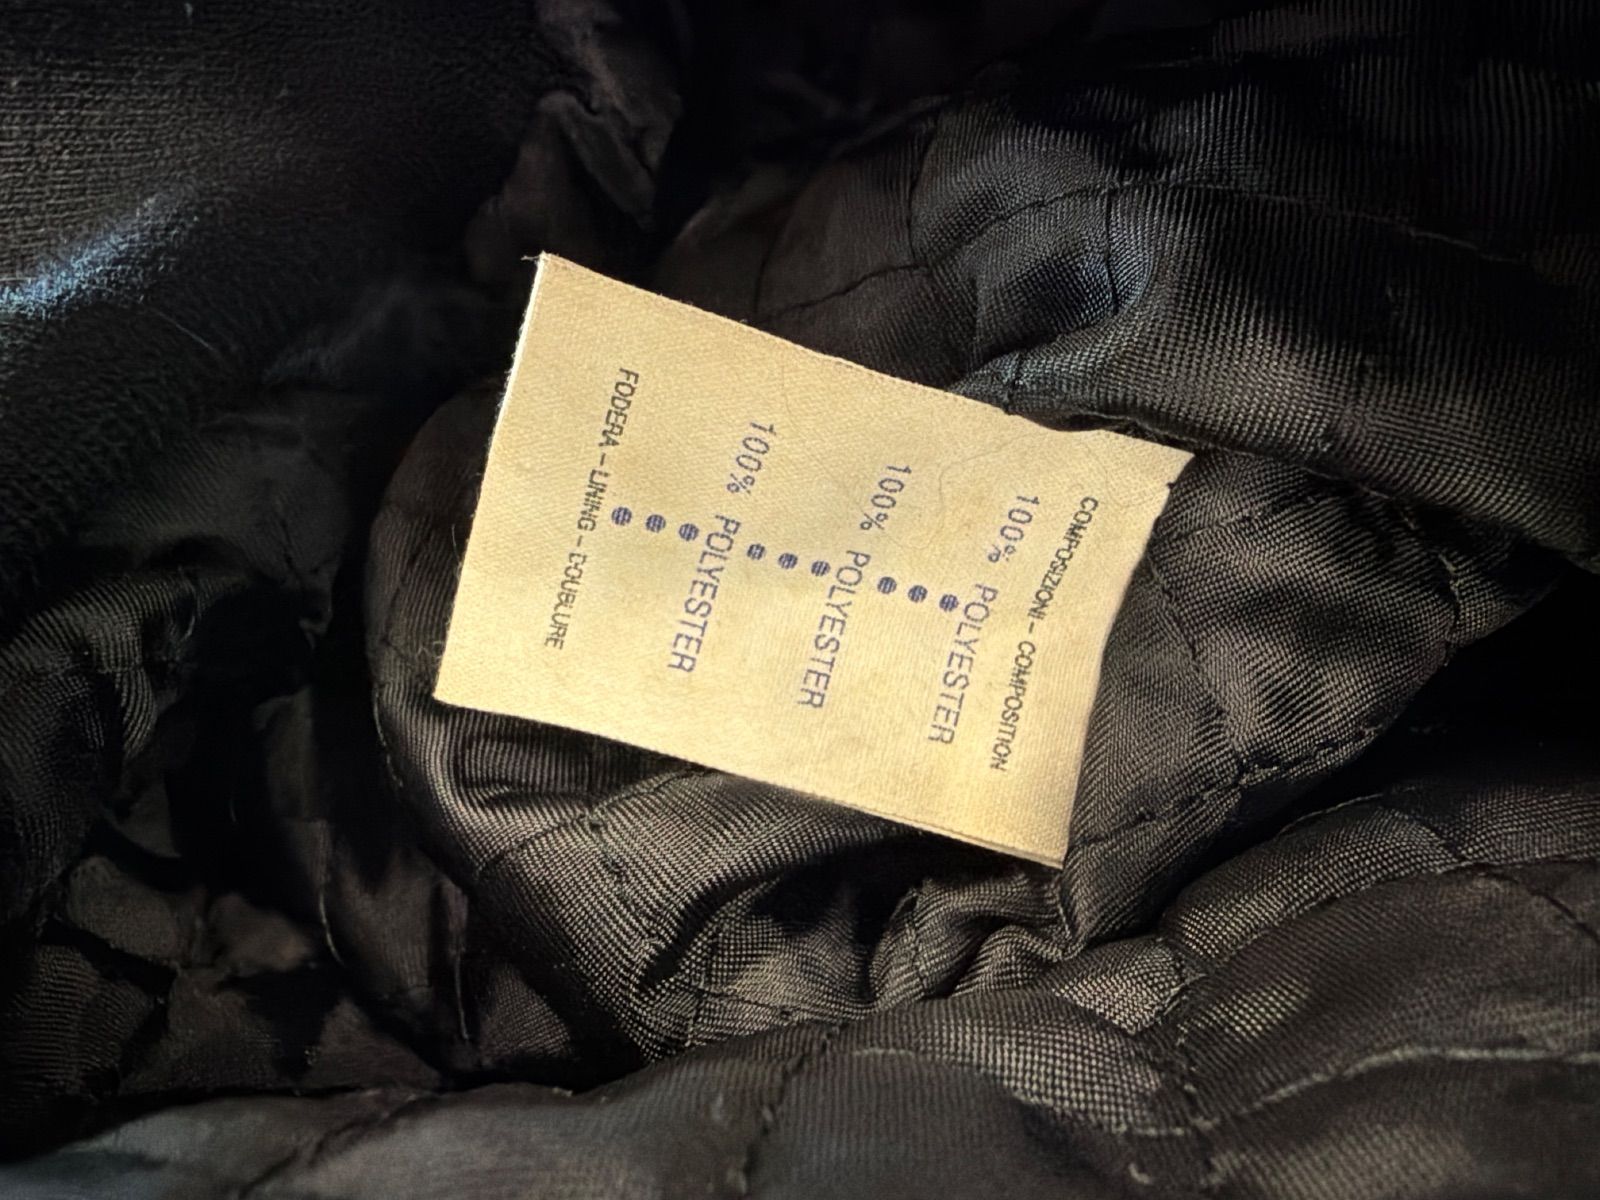 COMPOSIZIONI – COMPOSITION
100% POLYESTER
100% POLYESTER
100% POLYESTER
FODERA – LINING – DOUBLURE